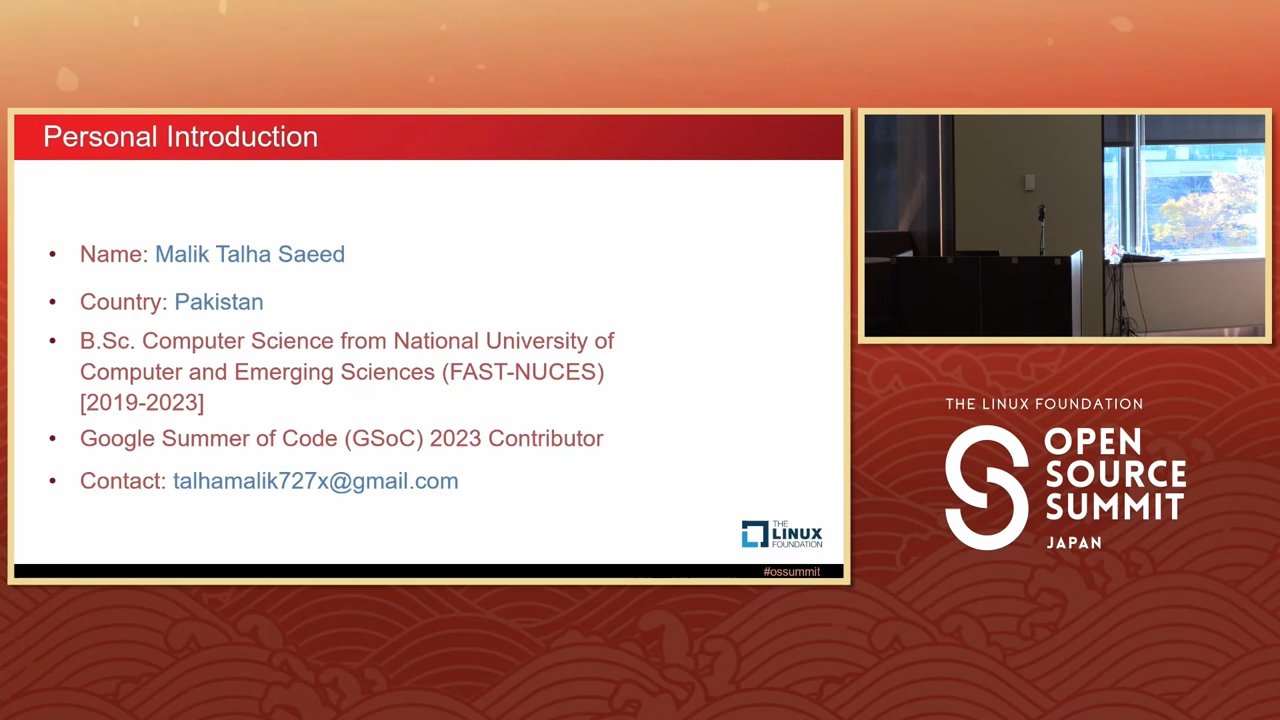 Personal Introduction
• Name: Malik Talha Saeed
• Country: Pakistan
• B.Sc. Computer Science from National University of
Computer and Emerging Sciences (FAST-NUCES)
[2019-2023]
• Google Summer of Code (GSoC) 2023 Contributor
• Contact: talhamalik727x@gmail.com
THE
LINUX
FOUNDATION
#ossummit
THE LINUX FOUNDATION
OPEN
SOURCE
SUMMIT
JAPAN